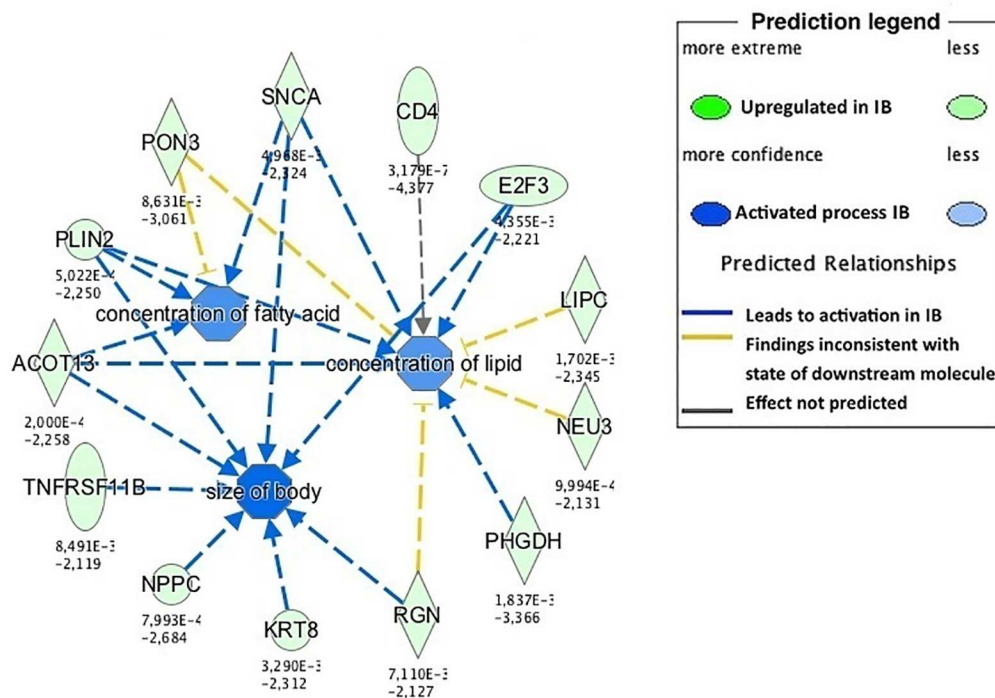 SNCA
4,968E-3
-2,324
CD4
3,179E-7
-4,377
PON3
8,631E-3
-3,061
E2F3
4,355E-3
-2,221
PLIN2
5,022E-4
-2,250
concentration of fatty acid
LIPC
1,702E-3
-2,345
ACOT13
2,000E-4
-2,258
concentration of lipid
NEU3
9,994E-4
-2,131
TNFRSF11B
8,491E-3
-2,119
size of body
PHGDH
1,837E-3
-3,366
NPPC
7,993E-4
-2,684
KRT8
3,290E-3
-2,312
RGN
7,110E-3
-2,127
Prediction legend
more extreme less
Upregulated in IB
more confidence less
Activated process IB
Predicted Relationships
Leads to activation in IB
Findings inconsistent with
state of downstream molecule
Effect not predicted